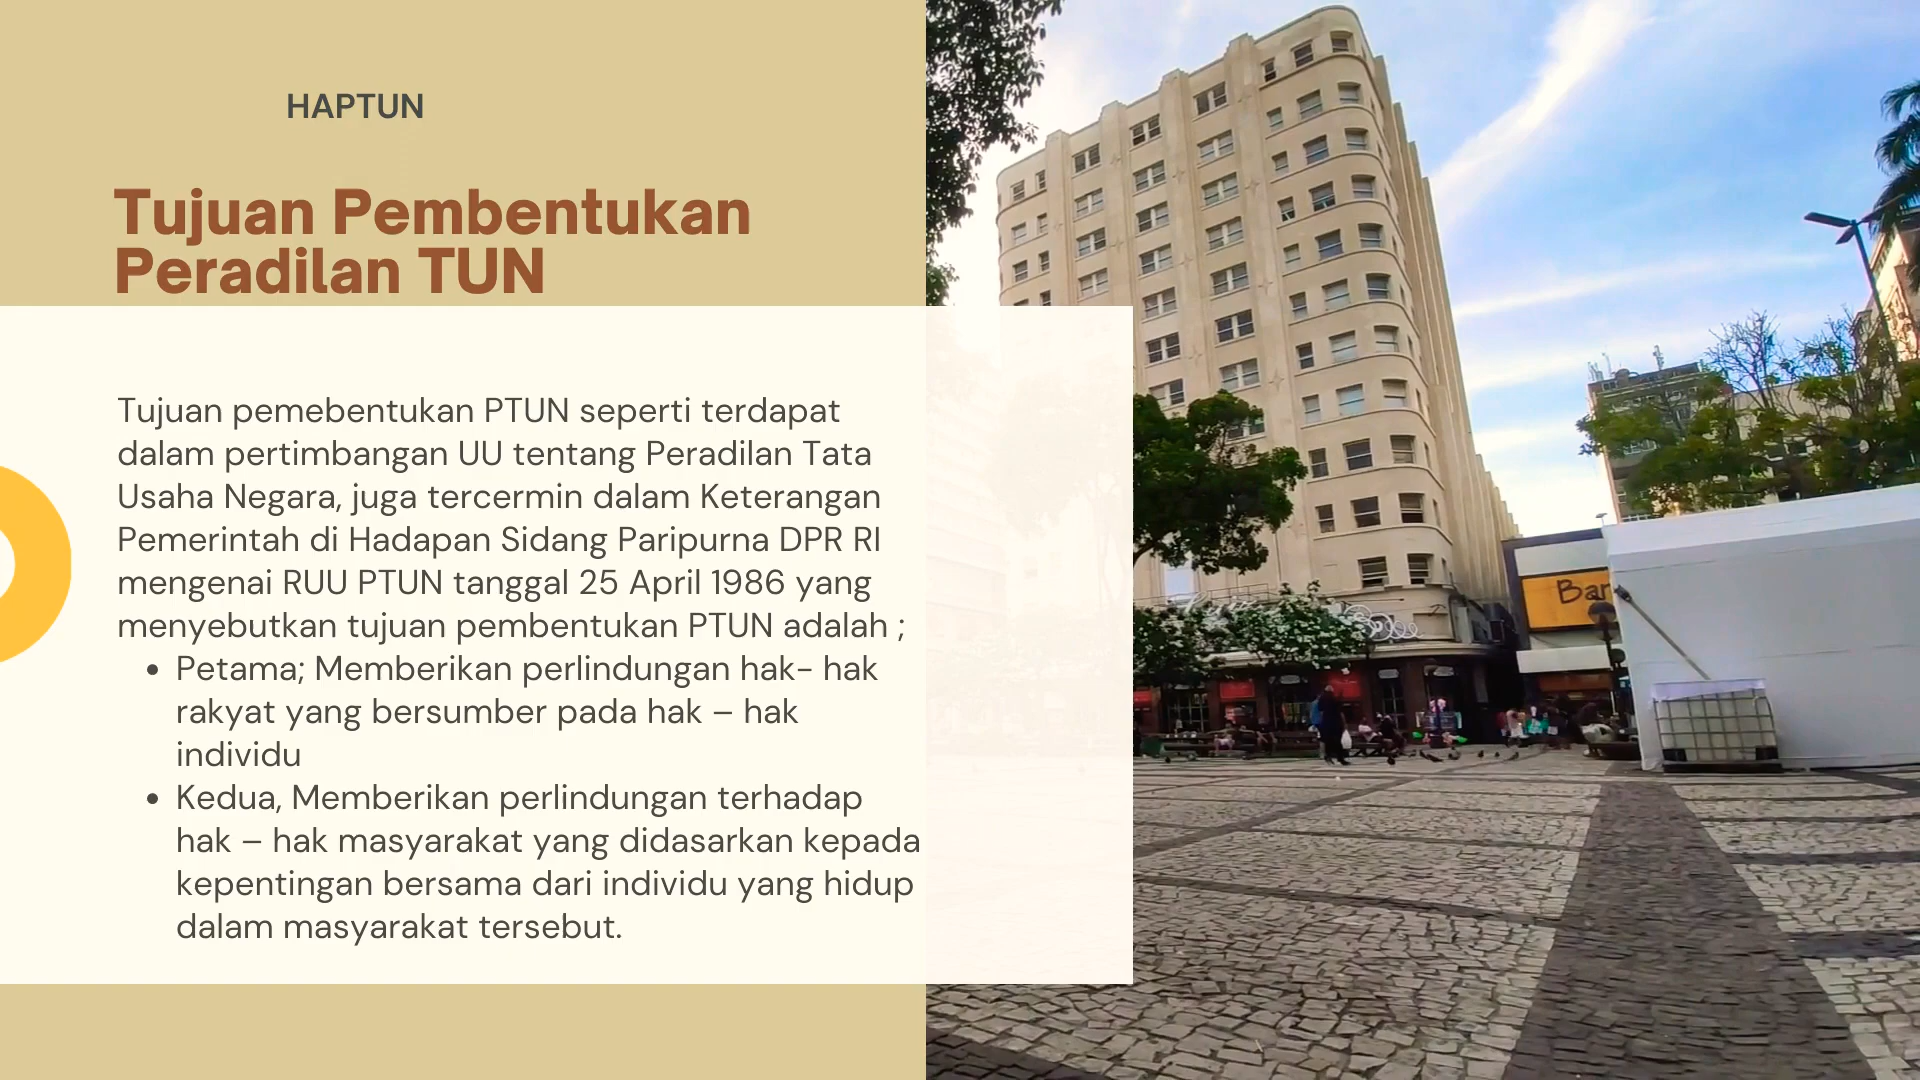 HAPTUN
Tujuan Pembentukan
Peradilan TUN
Tujuan pemebentukan PTUN seperti terdapat
dalam pertimbangan UU tentang Peradilan Tata
Usaha Negara, juga tercermin dalam Keterangan
Pemerintah di Hadapan Sidang Paripurna DPR RI
mengenai RUU PTUN tanggal 25 April 1986 yang
menyebutkan tujuan pembentukan PTUN adalah ;
• Petama; Memberikan perlindungan hak- hak
rakyat yang bersumber pada hak – hak
individu
• Kedua, Memberikan perlindungan terhadap
hak – hak masyarakat yang didasarkan kepada
kepentingan bersama dari individu yang hidup
dalam masyarakat tersebut.
Ban